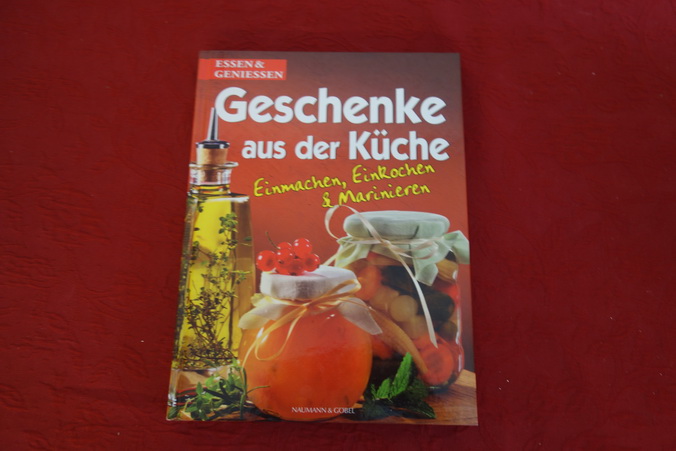 ESSEN &
GENIESSEN
Geschenke
aus der Küche
Einmachen, Einkochen
& Marinieren
NAUMANN & GÖBEL